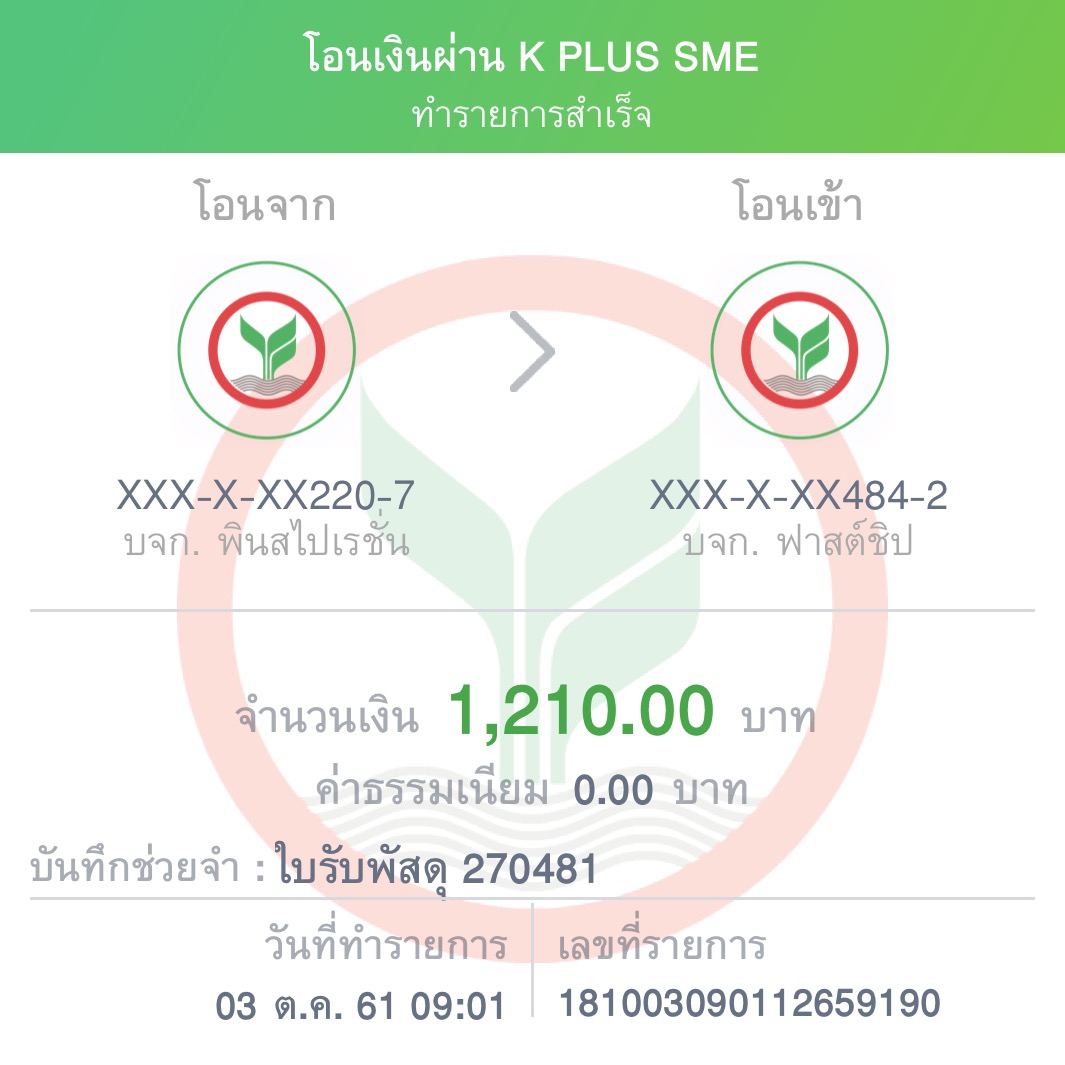 โอนเงินผ่าน K PLUS SME
ทำรายการสำเร็จ
โอนจาก
โอนเข้า
XXX-X-XX220-7
บจก. พินสไปเรชั่น
XXX-X-XX484-2
บจก. ฟาสต์ชิป
จำนวนเงิน 1,210.00 บาท
ค่าธรรมเนียม 0.00 บาท
บันทึกช่วยจำ : ใบรับพัสดุ 270481
วันที่ทำรายการ
03 ต.ค. 61 09:01
เลขที่รายการ
181003090112659190